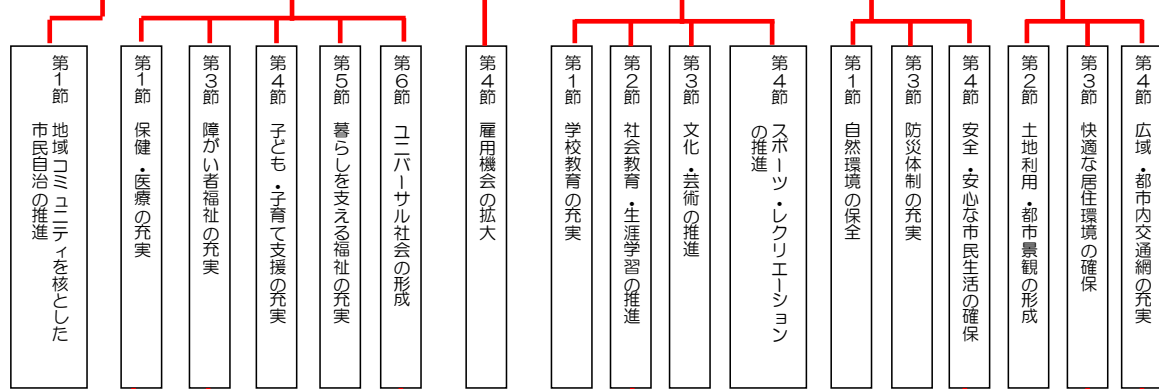 第1節　地域コミュニティを核とした
市民自治の推進
第1節　保健・医療の充実
第3節　障がい者福祉の充実
第4節　子ども・子育て支援の充実
第5節　暮らしを支える福祉の充実
第6節　ユニバーサル社会の形成
第4節　雇用機会の拡大
第1節　学校教育の充実
第2節　社会教育・生涯学習の推進
第3節　文化・芸術の推進
第4節　スポーツ・レクリエーション
の推進
第1節　自然環境の保全
第3節　防災体制の充実
第4節　安全・安心な市民生活の確保
第2節　土地利用・都市景観の形成
第3節　快適な居住環境の確保
第4節　広域・都市内交通網の充実